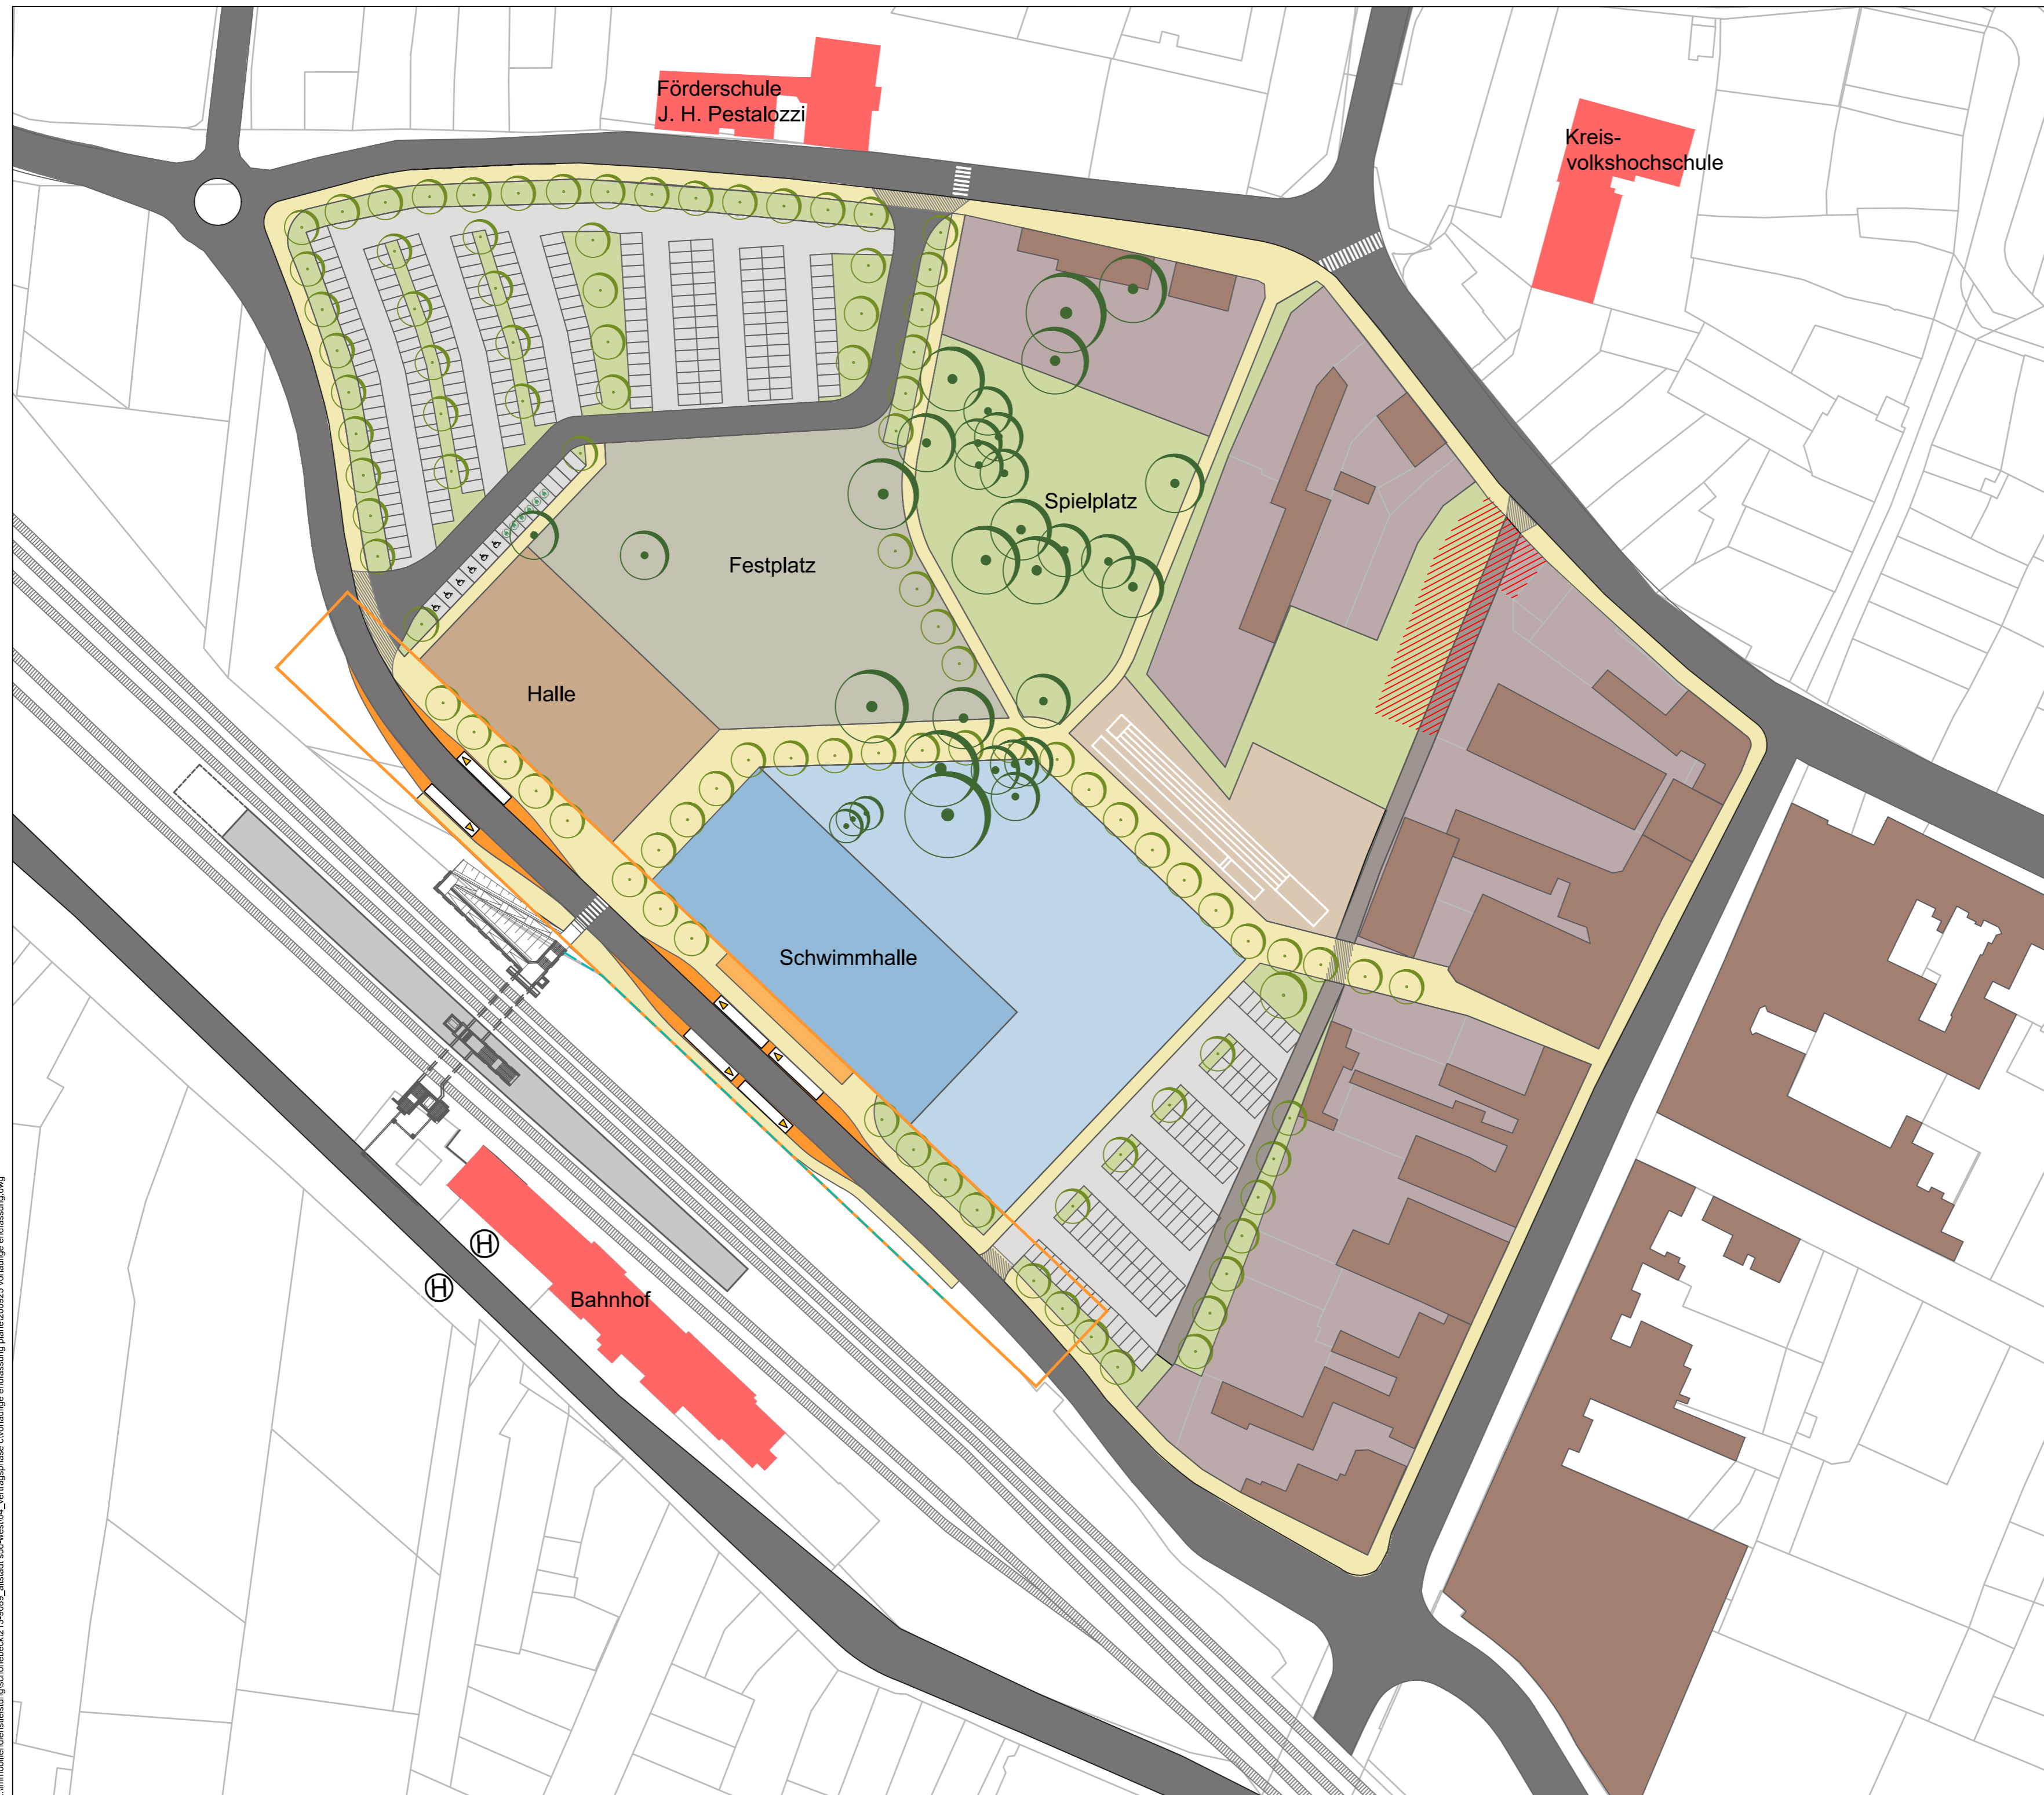 Förderschule
J. H. Pestalozzi
Kreis-
volkshochschule
Spielplatz
Festplatz
Halle
Schwimmhalle
H
H
Bahnhof